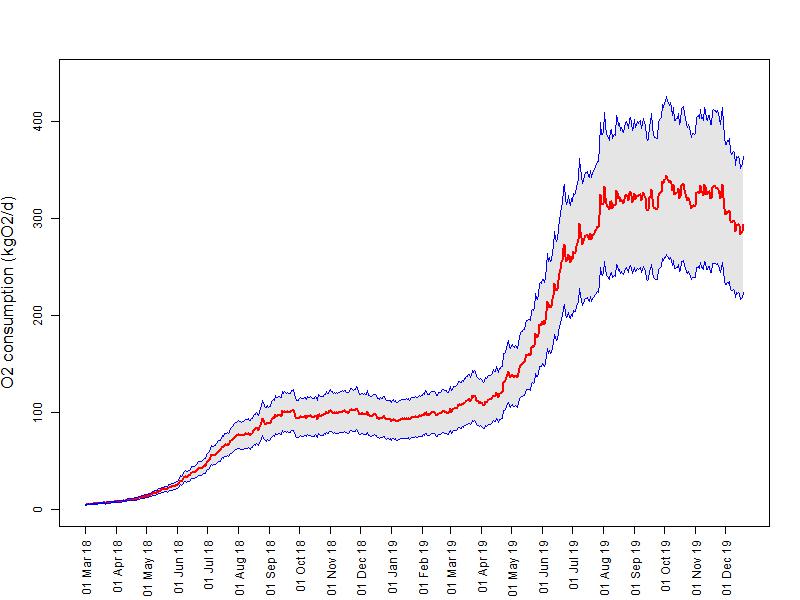 O2 consumption (kgO2/d)
400
300
200
100
0
01 Mar 18
01 Apr 18
01 May 18
01 Jun 18
01 Jul 18
01 Aug 18
01 Sep 18
01 Oct 18
01 Nov 18
01 Dec 18
01 Jan 19
01 Feb 19
01 Mar 19
01 Apr 19
01 May 19
01 Jun 19
01 Jul 19
01 Aug 19
01 Sep 19
01 Oct 19
01 Nov 19
01 Dec 19